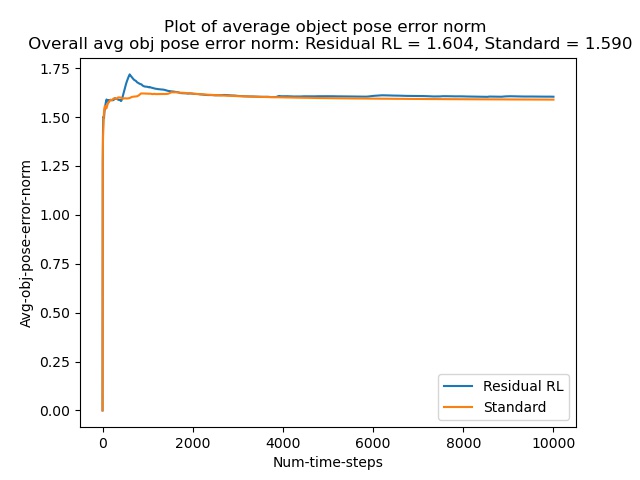 Plot of average object pose error norm
Overall avg obj pose error norm: Residual RL = 1.604, Standard = 1.590
1.75
1.50
1.25
1.00
0.75
0.50
0.25
0.00
Avg-obj-pose-error-norm
Residual RL
Standard
0 2000 4000 6000 8000 10000
Num-time-steps